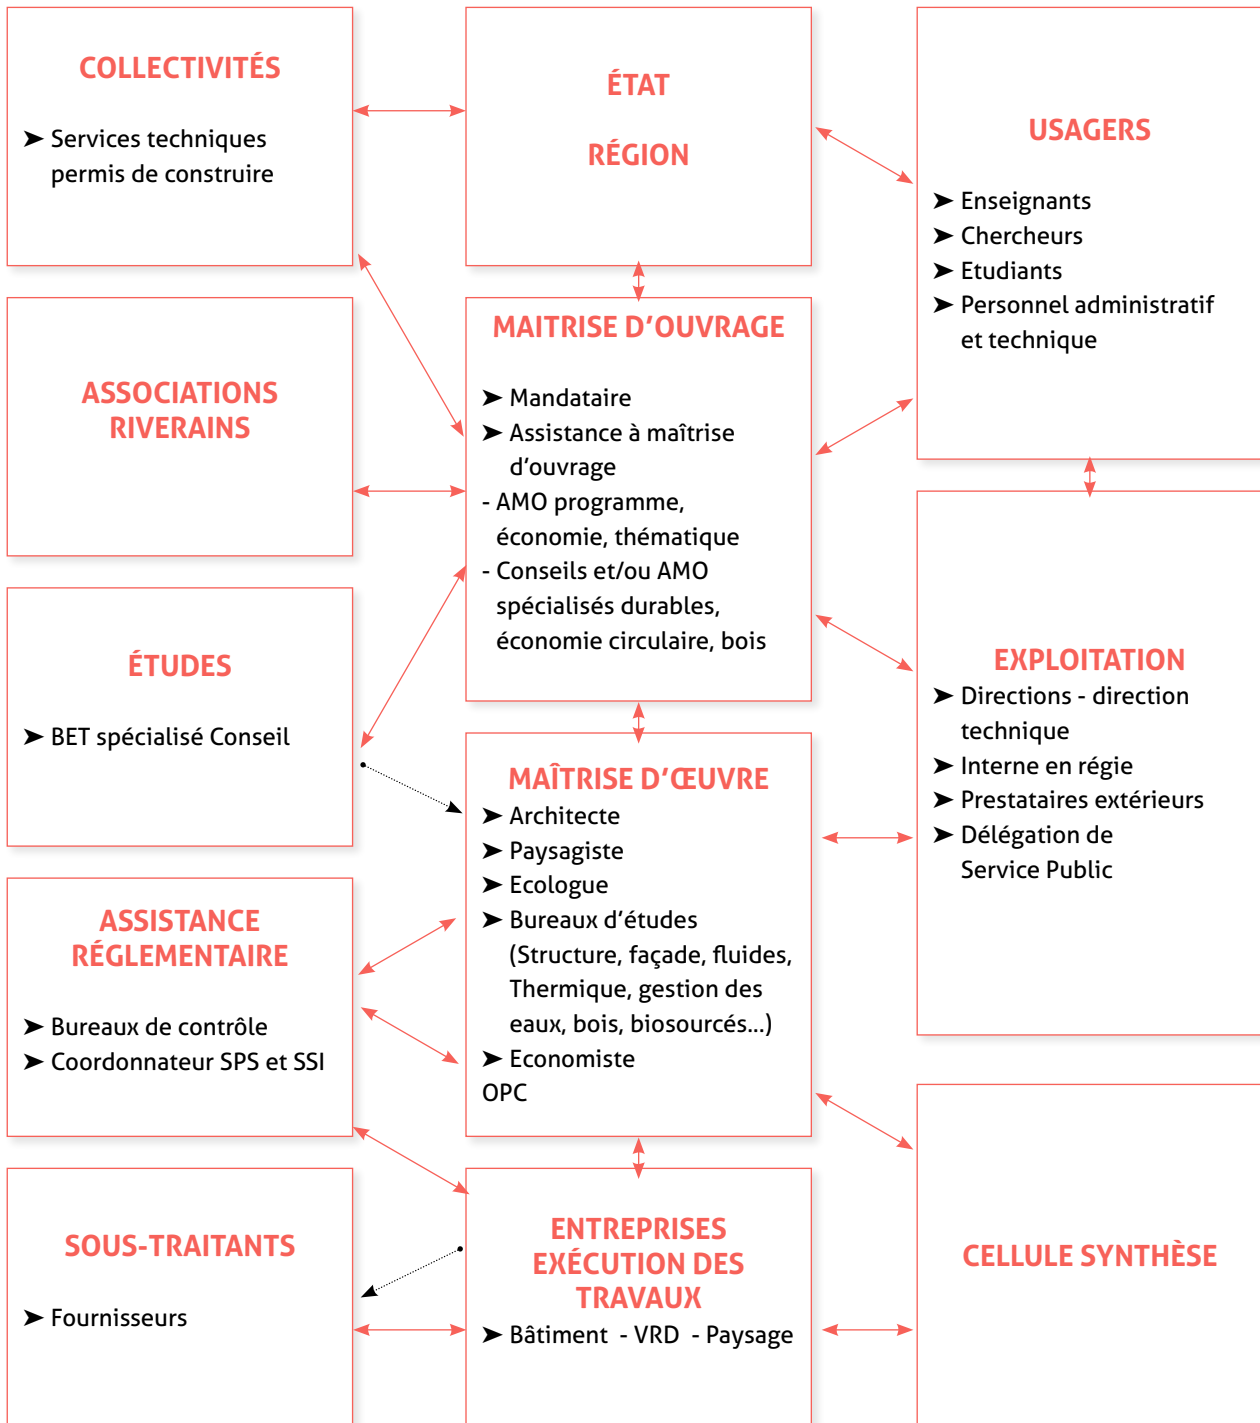 COLLECTIVITÉS
➤ Services techniques
permis de construire
ÉTAT
RÉGION
USAGERS
➤ Enseignants
➤ Chercheurs
➤ Etudiants
➤ Personnel administratif
et technique
ASSOCIATIONS
RIVERAINS
MAITRISE D’OUVRAGE
➤ Mandataire
➤ Assistance à maîtrise
d’ouvrage
- AMO programme,
économie, thématique
- Conseils et/ou AMO
spécialisés durables,
économie circulaire, bois
ÉTUDES
➤ BET spécialisé Conseil
EXPLOITATION
➤ Directions - direction
technique
➤ Interne en régie
➤ Prestataires extérieurs
➤ Délégation de
Service Public
MAÎTRISE D’ŒUVRE
➤ Architecte
➤ Paysagiste
➤ Ecologue
➤ Bureaux d’études
(Structure, façade, fluides,
Thermique, gestion des
eaux, bois, biosourcés...)
➤ Economiste
OPC
ASSISTANCE
RÉGLEMENTAIRE
➤ Bureaux de contrôle
➤ Coordonnateur SPS et SSI
SOUS-TRAITANTS
➤ Fournisseurs
ENTREPRISES
EXÉCUTION DES
TRAVAUX
➤ Bâtiment - VRD - Paysage
CELLULE SYNTHÈSE